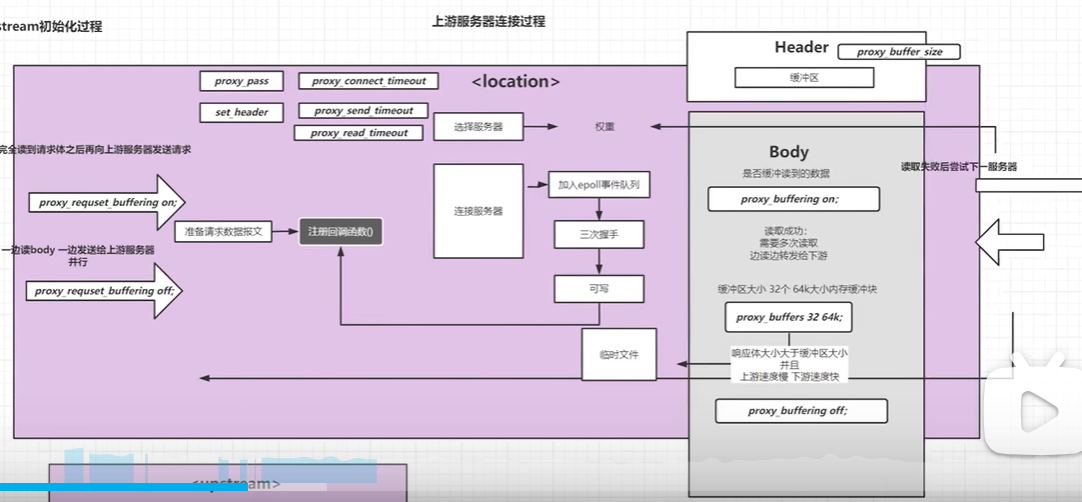 stream初始化过程
上游服务器连接过程
Header
proxy_buffer_size
缓冲区
<location>
proxy_pass
proxy_connect_timeout
set_header
proxy_send_timeout
proxy_read_timeout
选择服务器
权重
完全读到请求体之后再向上游服务器发送请求
proxy_requset_buffering on;
准备请求数据报文
注册回调函数()
一边读body 一边发送给上游服务器
并行
proxy_requset_buffering off;
连接服务器
加入epoll事件队列
三次握手
可写
临时文件
Body
是否缓冲读到的数据
proxy_buffering on;
读取成功：
需要多次读取
边读边转发给下游
缓冲区大小 32个 64k大小内存缓冲块
proxy_buffers 32 64k;
响应体大小大于缓冲区大小
并且
上游速度慢 下游速度快
proxy_buffering off;
读取失败后尝试下一服务器
<upstream>